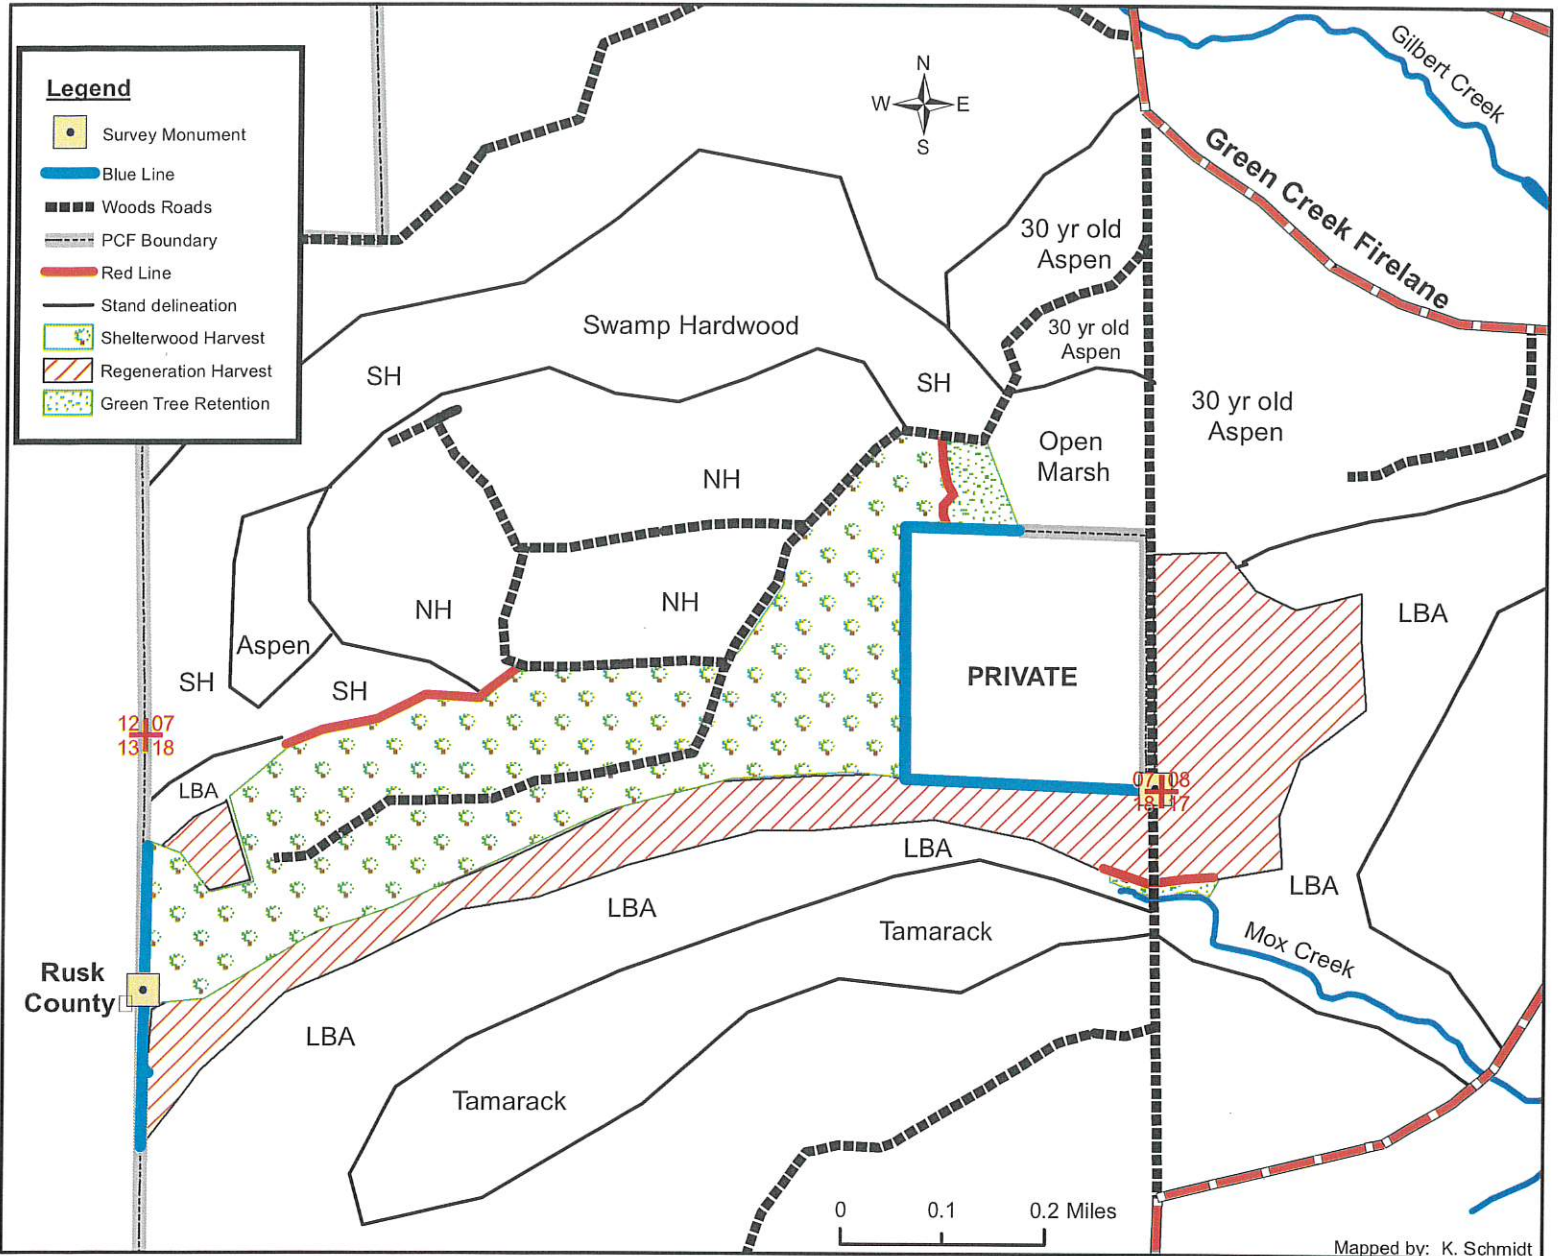 Legend
Survey Monument
Blue Line
Woods Roads
PCF Boundary
Red Line
Stand delineation
Shelterwood Harvest
Regeneration Harvest
Green Tree Retention
N
W E
S
Gilbert Creek
Green Creek Firelane
30 yr old
Aspen
30 yr old
Aspen
30 yr old
Aspen
Swamp Hardwood
SH
SH
Open
Marsh
NH
NH
NH
Aspen
SH
SH
LBA
PRIVATE
12 07
13 18
07 08
18 17
LBA
LBA
LBA
LBA
Tamarack
Mox Creek
Rusk
County
LBA
Tamarack
0 0.1 0.2 Miles
Mapped by: K. Schmidt